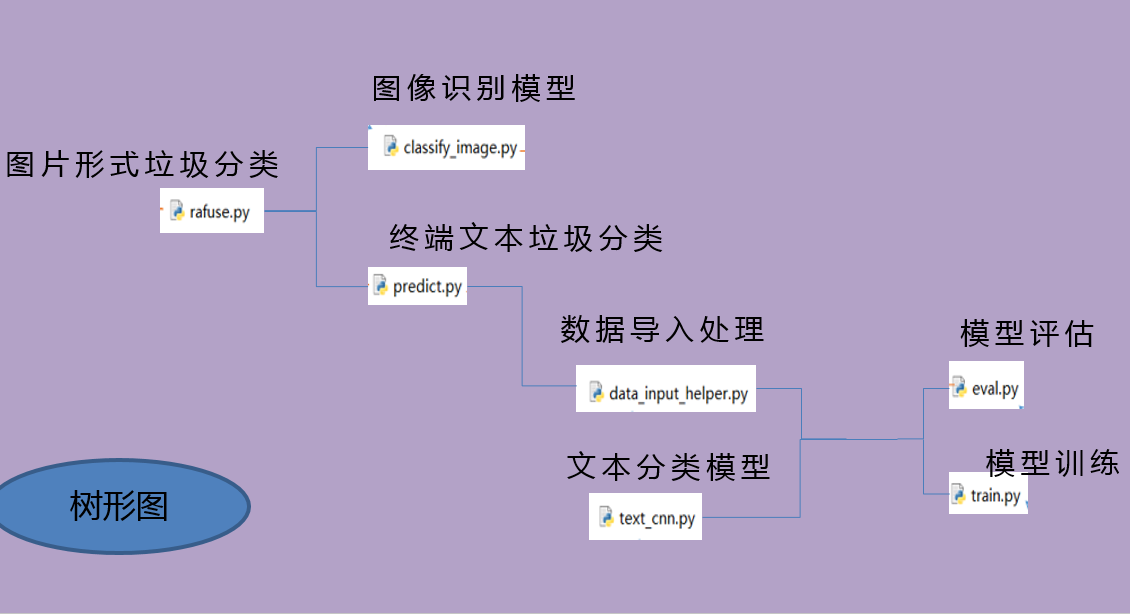 图像识别模型
classify_image.py
图片形式垃圾分类
rafuse.py
终端文本垃圾分类
predict.py
数据导入处理
data_input_helper.py
模型评估
eval.py
文本分类模型
text_cnn.py
模型训练
train.py
树形图